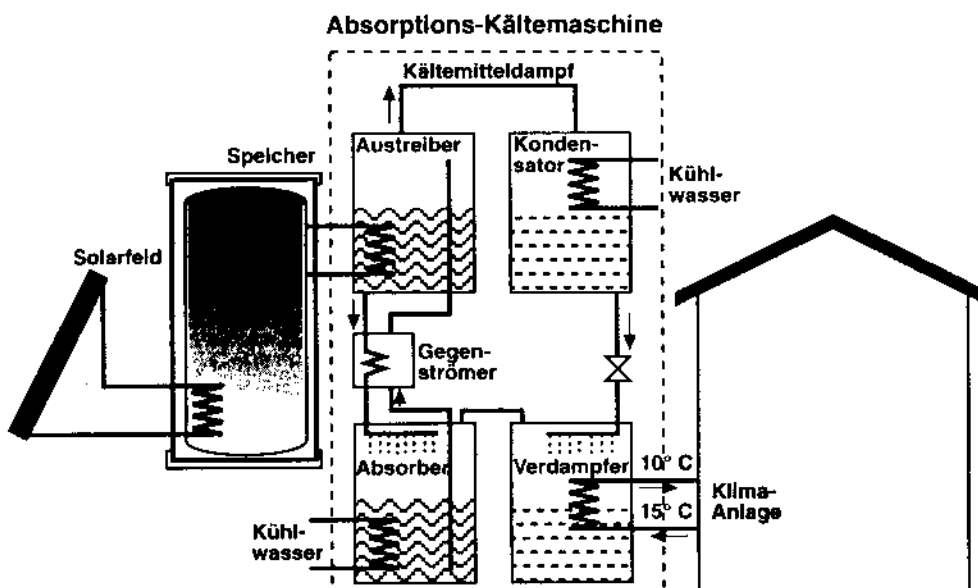 Absorptions-Kältemaschine
Kältemitteldampf
Austreiber
Konden-
sator
Speicher
Kühl-
wasser
Solarfeld
Gegen-
strömer
Absorber
Verdampfer
10° C
15° C
Klima-
Anlage
Kühl-
wasser